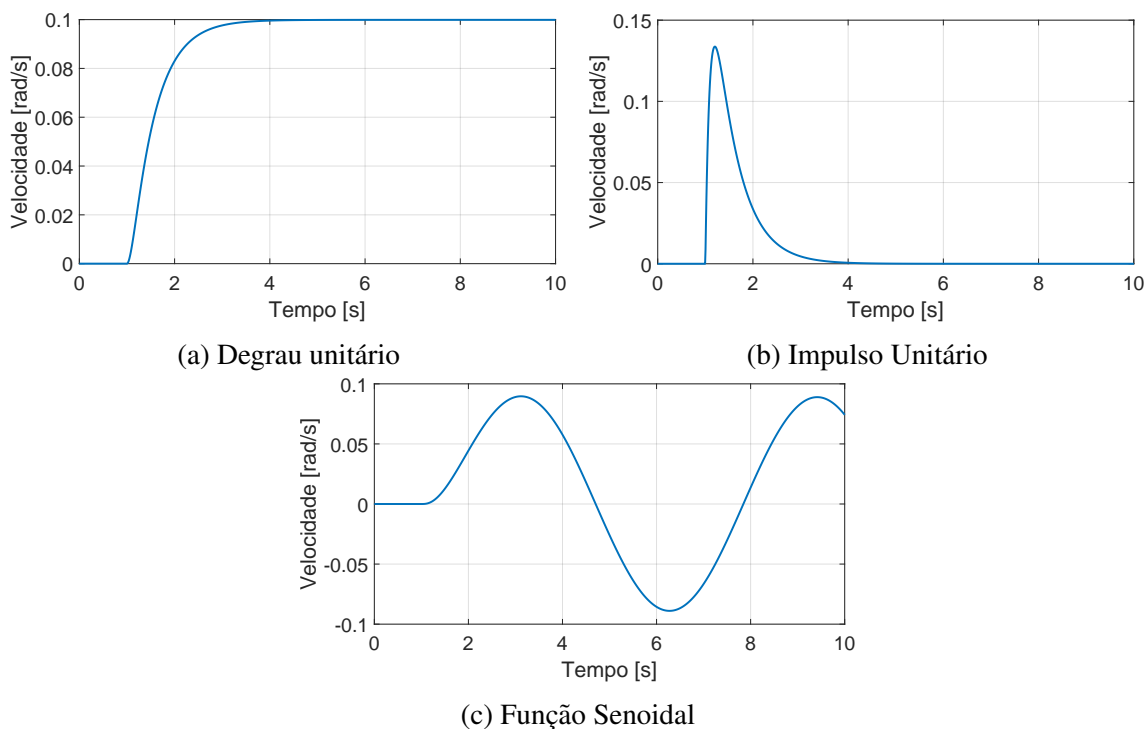 0.1
0.08
0.06
0.04
0.02
0
Velocidade [rad/s]
0 2 4 6 8 10
Tempo [s]
(a) Degrau unitário
0.15
0.1
0.05
0
Velocidade [rad/s]
0 2 4 6 8 10
Tempo [s]
(b) Impulso Unitário
0.1
0.05
0
-0.05
-0.1
Velocidade [rad/s]
0 2 4 6 8 10
Tempo [s]
(c) Função Senoidal